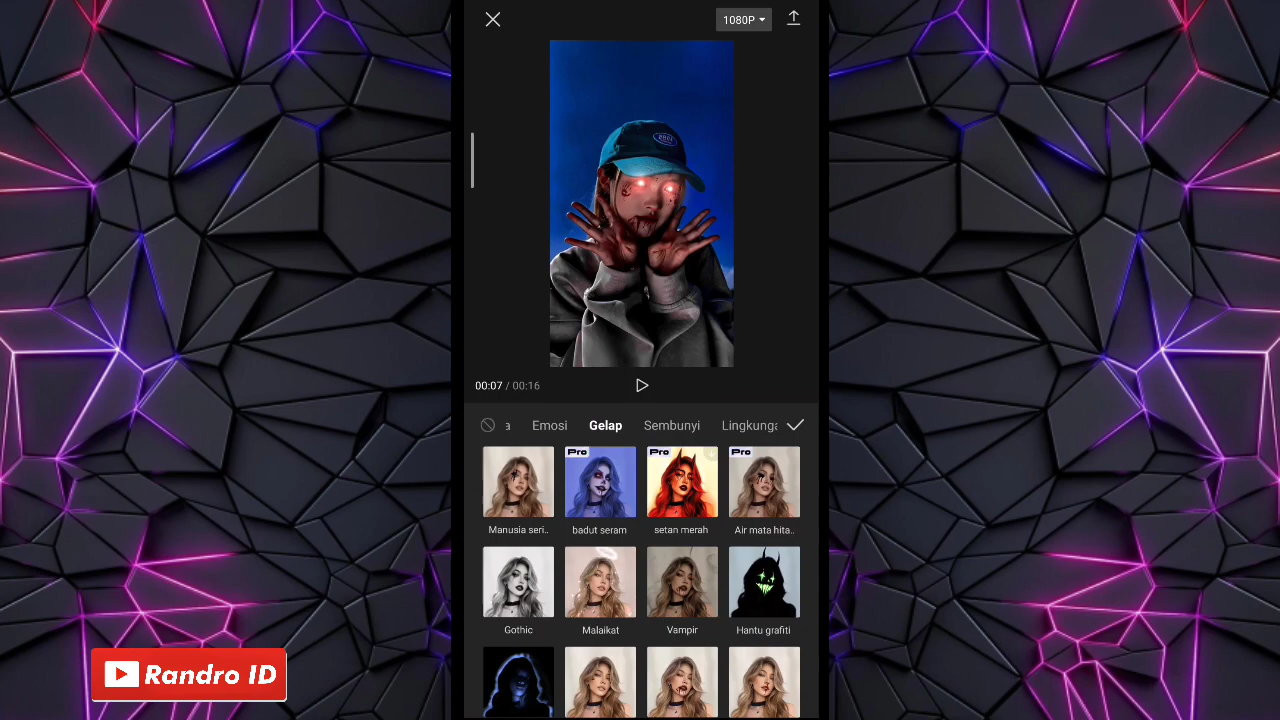 1080P
00:07 / 00:16
a Emosi Gelap Sembunyi Lingkunga
Pro Pro Pro
Manusia seri.. badut seram setan merah Air mata hita..
Gothic Malaikat Vampir Hantu grafiti
Randro ID